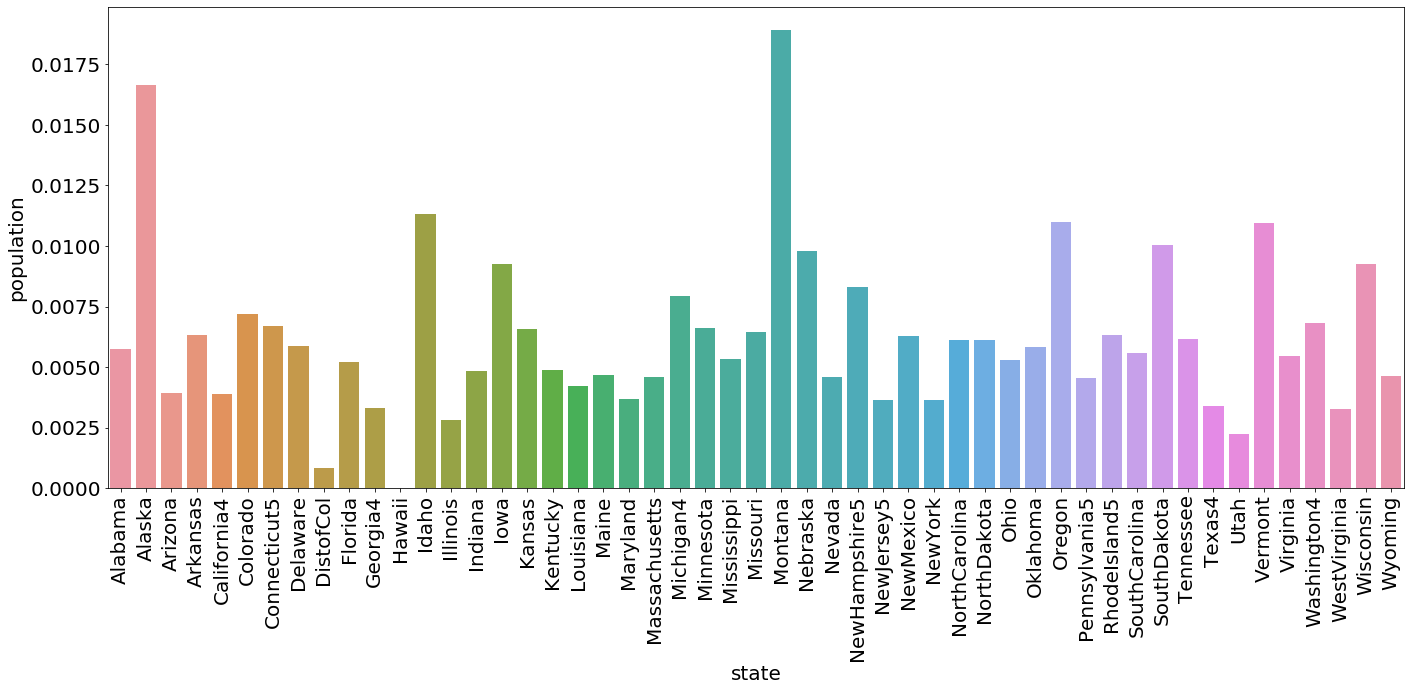 0.0175
0.0150
0.0125
0.0100
0.0075
0.0050
0.0025
0.0000
population
Alabama
Alaska
Arizona
Arkansas
California4
Colorado
Connecticut5
Delaware
DistofCol
Florida
Georgia4
Hawaii
Idaho
Illinois
Indiana
Iowa
Kansas
Kentucky
Louisiana
Maine
Maryland
Massachusetts
Michigan4
Minnesota
Mississippi
Missouri
Montana
Nebraska
Nevada
NewHampshire5
NewJersey5
NewMexico
NewYork
NorthCarolina
NorthDakota
Ohio
Oklahoma
Oregon
Pennsylvania5
RhodeIsland5
SouthCarolina
SouthDakota
Tennessee
Texas4
Utah
Vermont
Virginia
Washington4
WestVirginia
Wisconsin
Wyoming
state